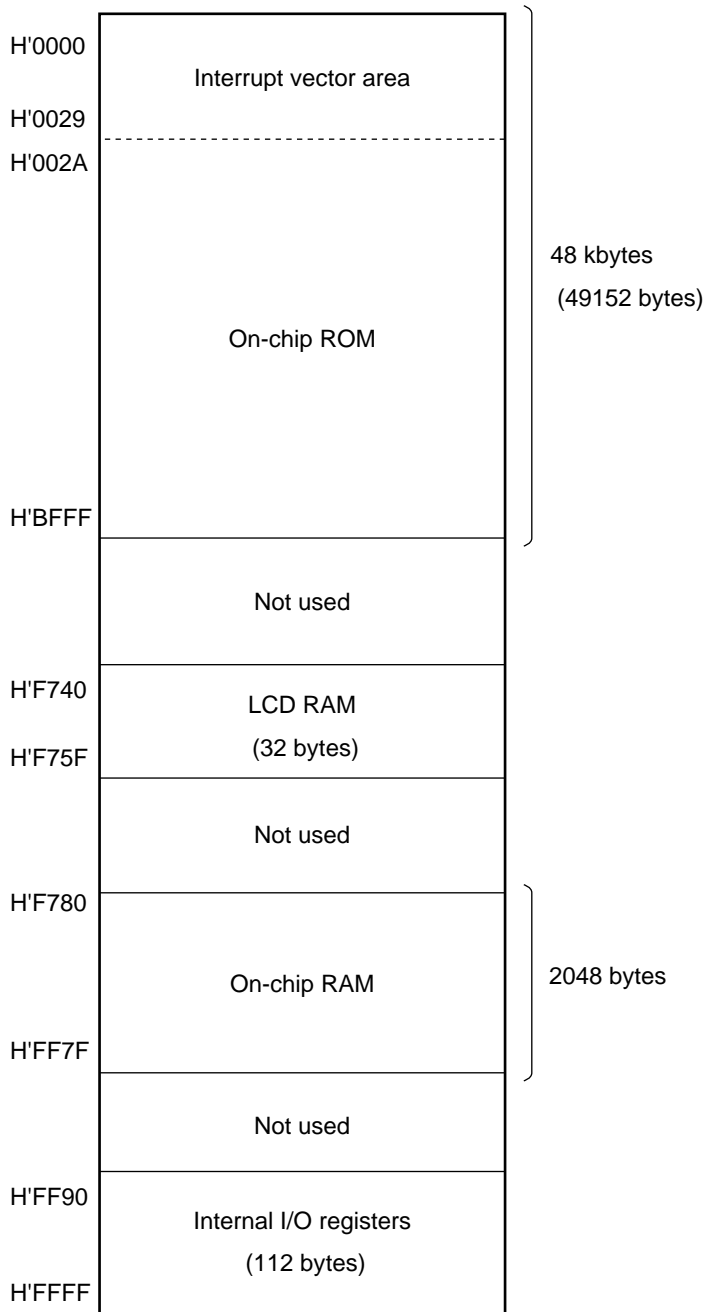 H'0000
Interrupt vector area
H'0029
H'002A
48 kbytes
(49152 bytes)
On-chip ROM
H'BFFF
Not used
H'F740
LCD RAM
(32 bytes)
H'F75F
Not used
H'F780
On-chip RAM
2048 bytes
H'FF7F
Not used
H'FF90
Internal I/O registers
(112 bytes)
H'FFFF